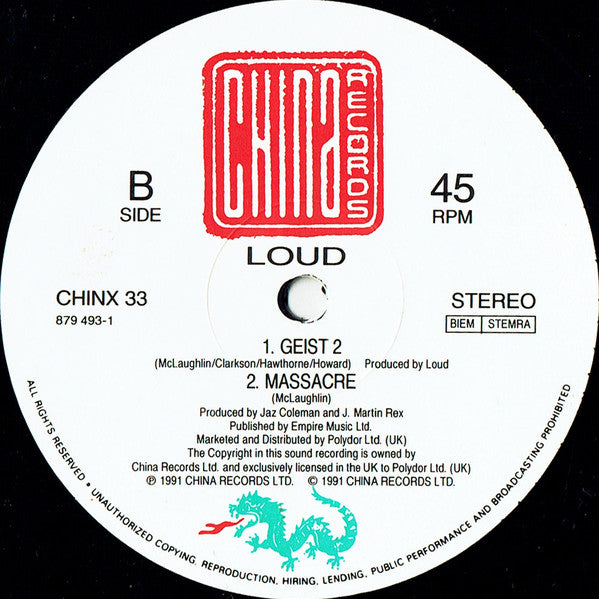 CHINA RECORDS
B
SIDE
45
RPM
LOUD
CHINX 33
879 493-1
STEREO
BIEM STEMRA
1. GEIST 2
(McLaughlin/Clarkson/Hawthorne/Howard) Produced by Loud
2. MASSACRE
(McLaughlin)
Produced by Jaz Coleman and J. Martin Rex
Published by Empire Music Ltd.
Marketed and Distributed by Polydor Ltd. (UK)
The Copyright in this sound recording is owned by
China Records Ltd. and exclusively licensed in the UK to Polydor Ltd. (UK)
℗ 1991 CHINA RECORDS LTD. © 1991 CHINA RECORDS LTD.
ALL RIGHTS RESERVED • UNAUTHORIZED COPYING, REPRODUCTION, HIRING, LENDING, PUBLIC PERFORMANCE AND BROADCASTING PROHIBITED